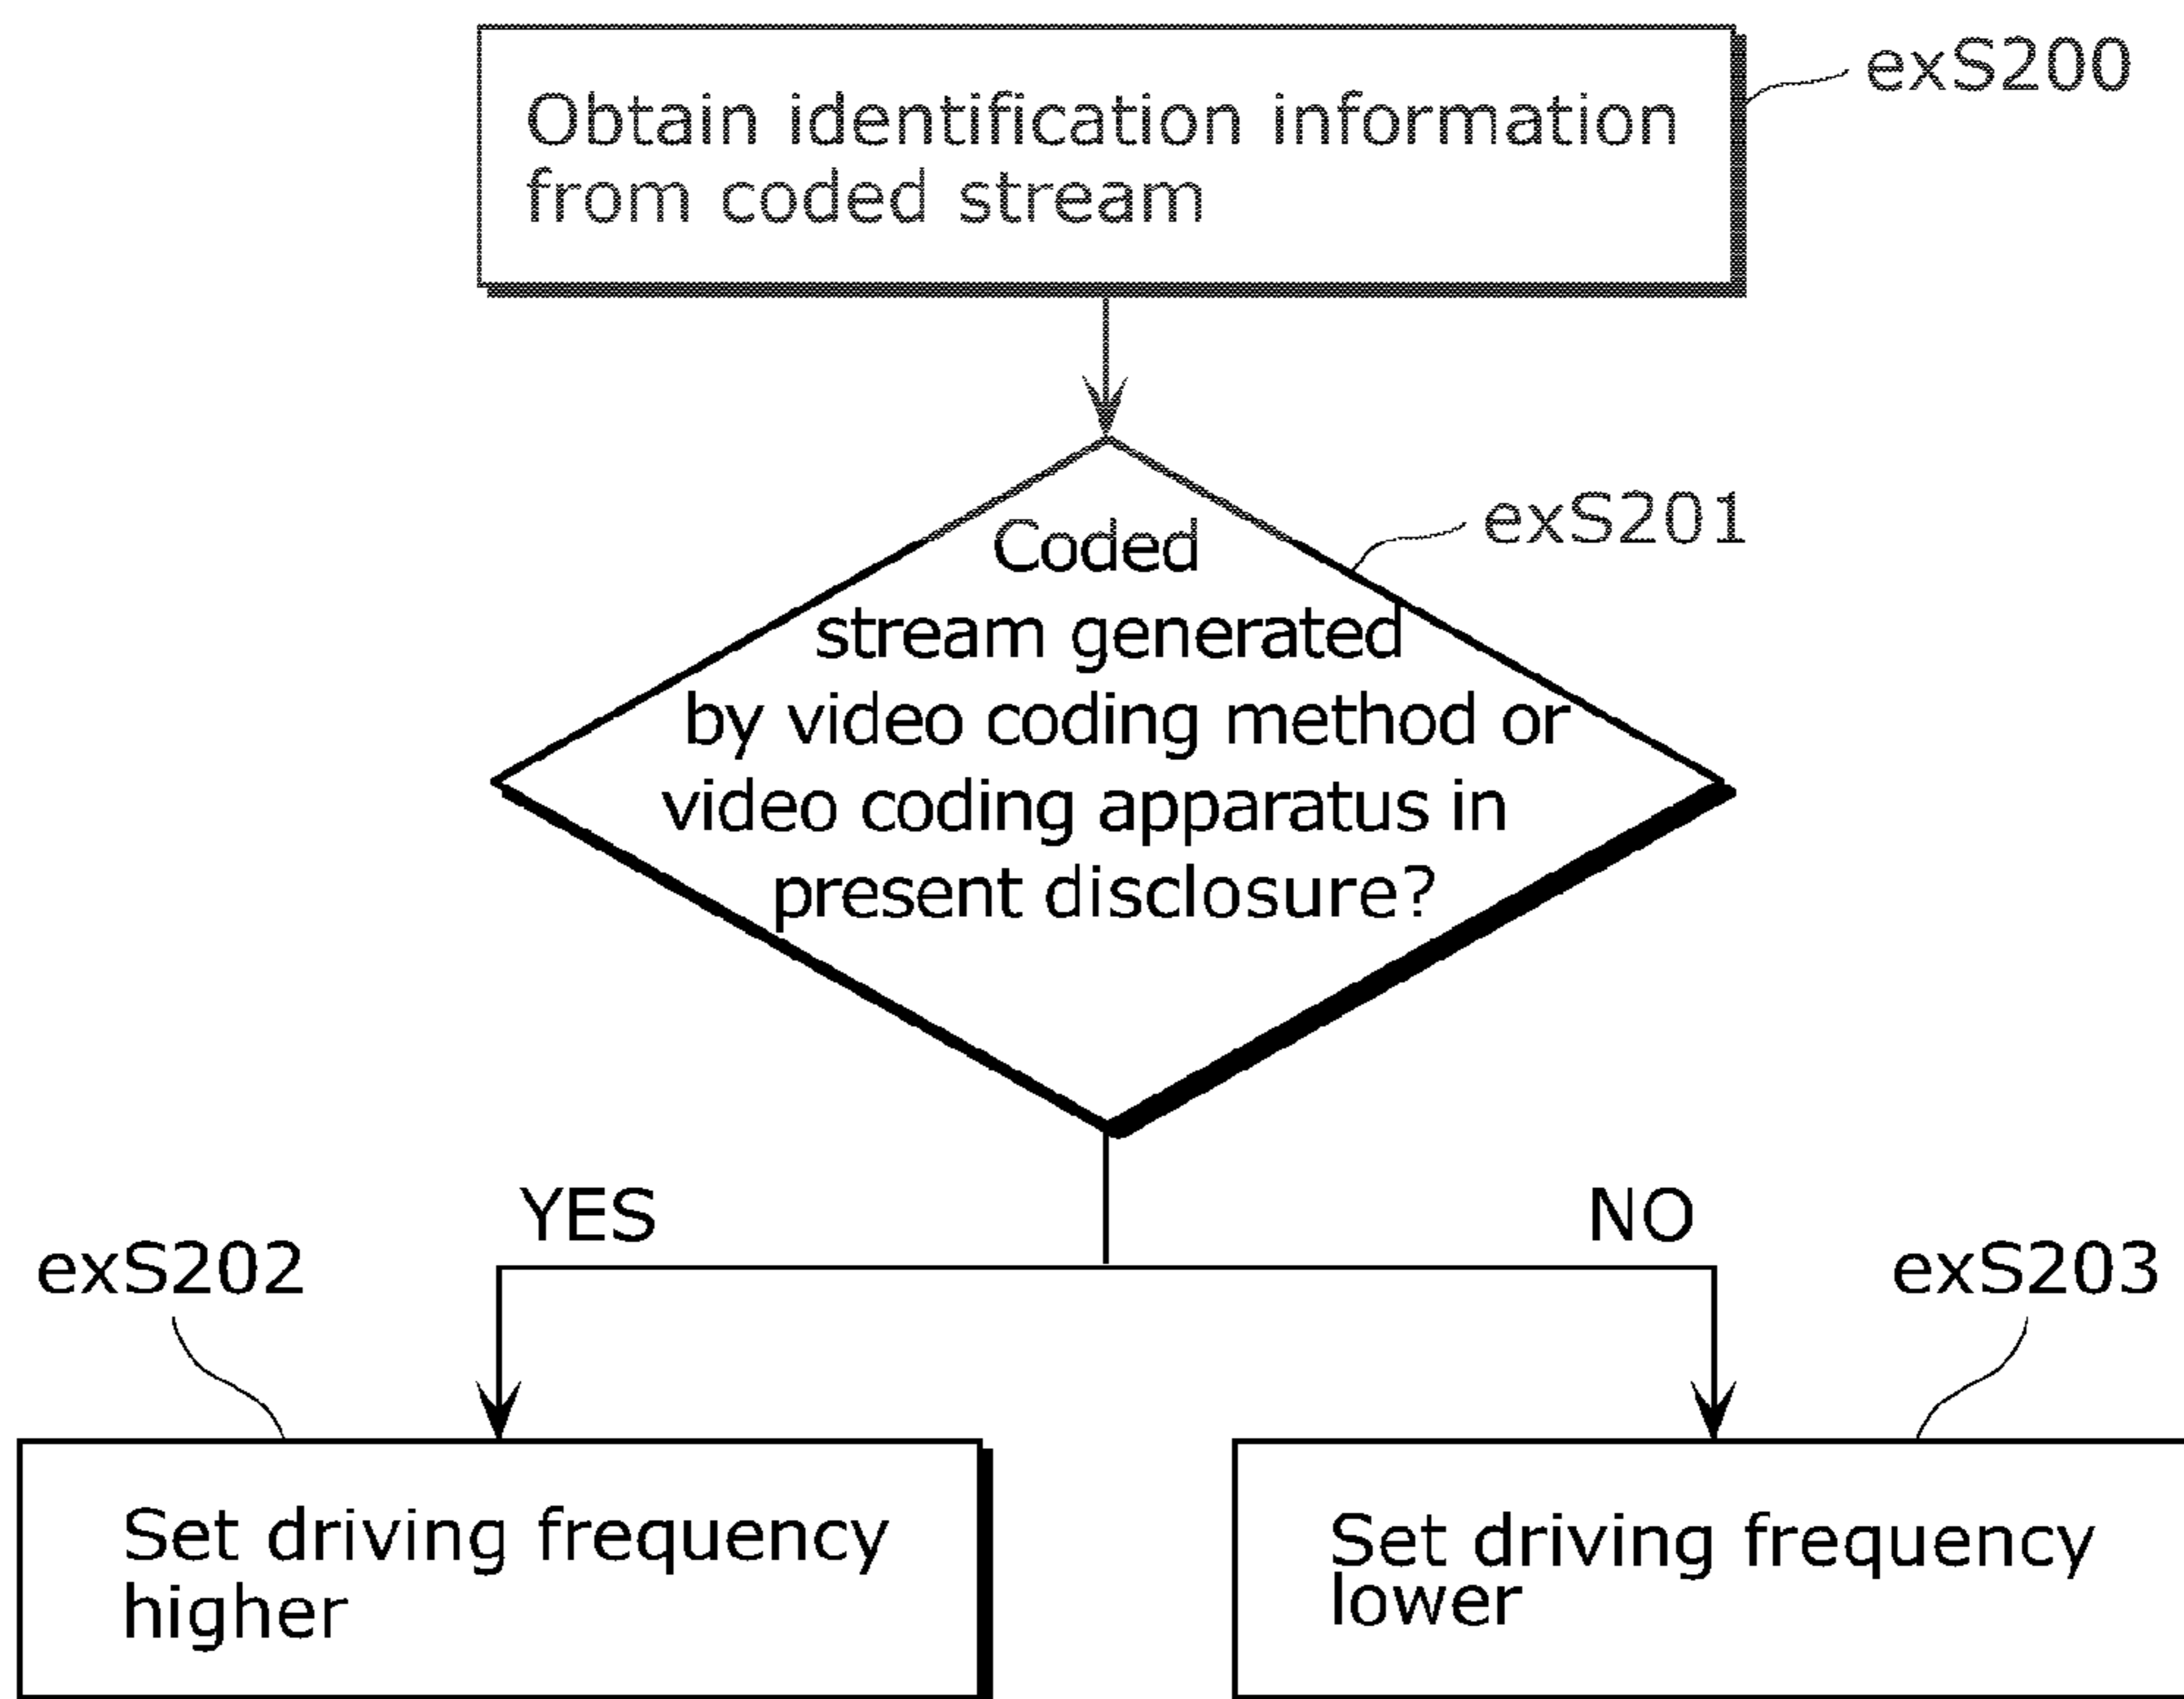 Obtain identification information
from coded stream
exS200
Coded
stream generated
by video coding method or
video coding apparatus in
present disclosure?
exS201
YES
NO
exS202
exS203
Set driving frequency
higher
Set driving frequency
lower